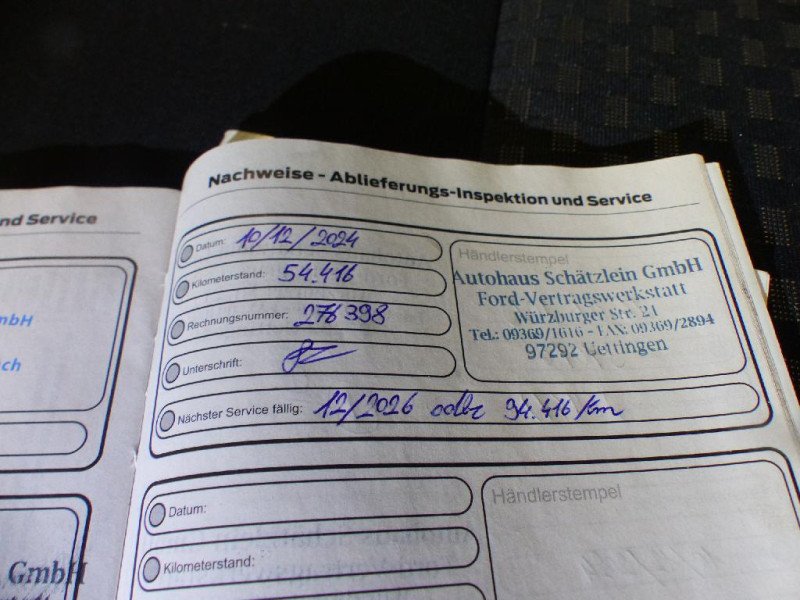 nd Service
mbH
ch
GmbH
Nachweise - Ablieferungs-Inspektion und Service
Datum: 10/12/2024
Kilometerstand: 54.416
Rechnungsnummer: 278398
Unterschrift:
Händlerstempel
Autohaus Schätzlein GmbH
Ford-Vertragswerkstatt
Würzburger Str. 21
Tel.: 09369/1616 - FAX: 09369/2894
97292 Uettingen
Nächster Service fällig: 12/2026 oder 94.416 km
Datum:
Kilometerstand:
Händlerstempel